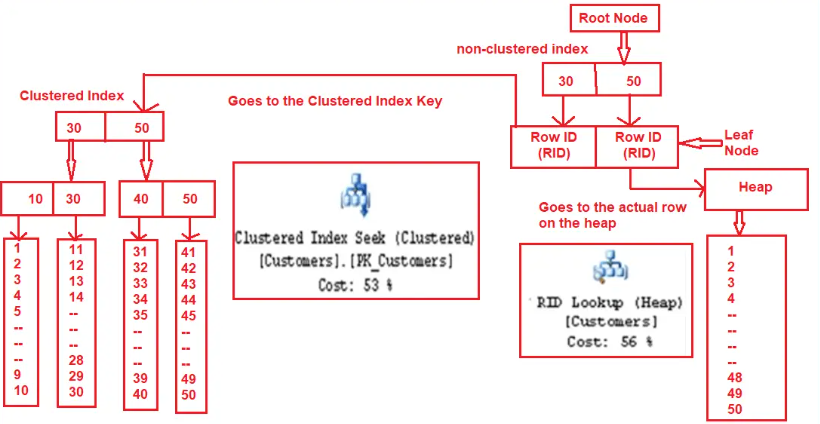 Root Node
non-clustered index
30 50
Clustered Index
Goes to the Clustered Index Key
30 50
Row ID
(RID)
Row ID
(RID)
Leaf
Node
10 30
40 50
Heap
Clustered Index Seek (Clustered)
[Customers].[PK_Customers]
Cost: 53 %
Goes to the actual row
on the heap
RID Lookup (Heap)
[Customers]
Cost: 56 %
1
2
3
4
5
--
--
--
9
10
11
12
13
14
--
--
--
28
29
30
31
32
33
34
35
--
--
--
39
40
41
42
43
44
45
--
--
--
49
50
1
2
3
4
--
--
--
--
48
49
50